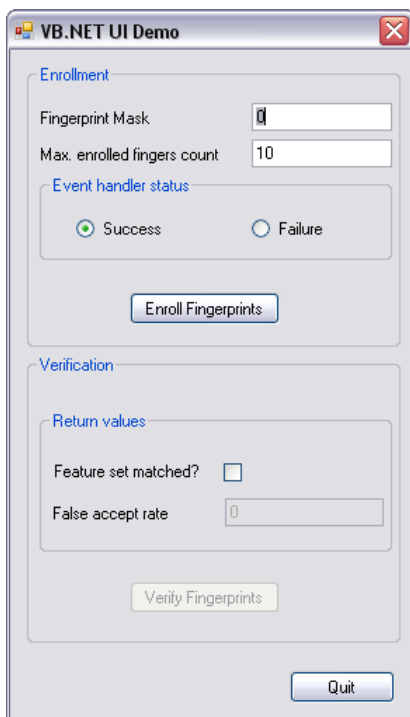 VB.NET UI Demo
Enrollment
Fingerprint Mask 0
Max. enrolled fingers count 10
Event handler status
Success Failure
Enroll Fingerprints
Verification
Return values
Feature set matched?
False accept rate 0
Verify Fingerprints
Quit